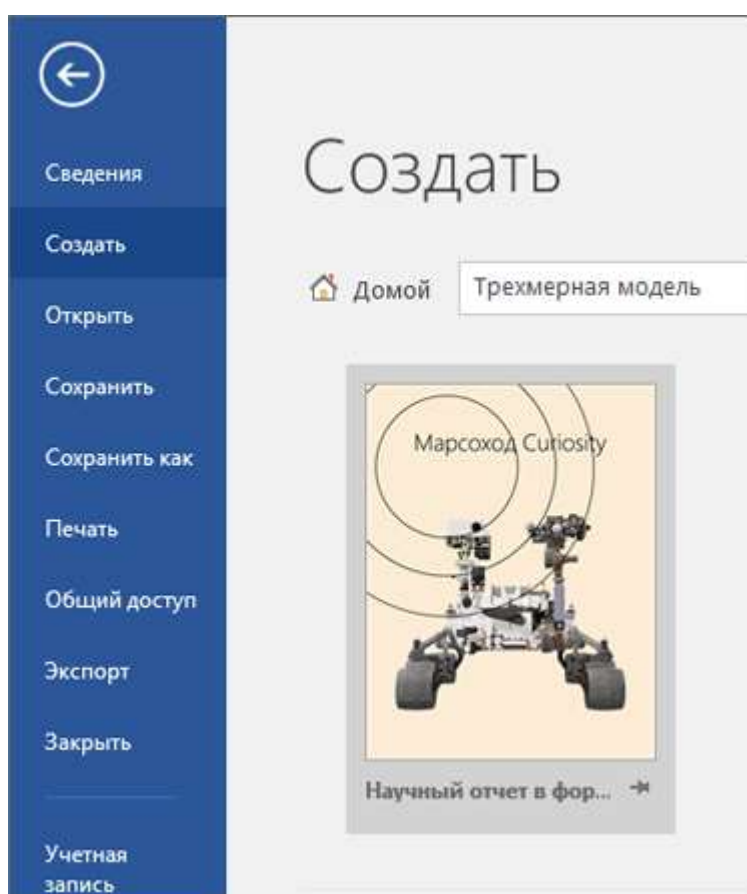 Сведения
Создать
Открыть
Сохранить
Сохранить как
Печать
Общий доступ
Экспорт
Закрыть
Учетная
запись
Создать
Домой
Трехмерная модель
Марсоход Curiosity
Научный отчет в фор...